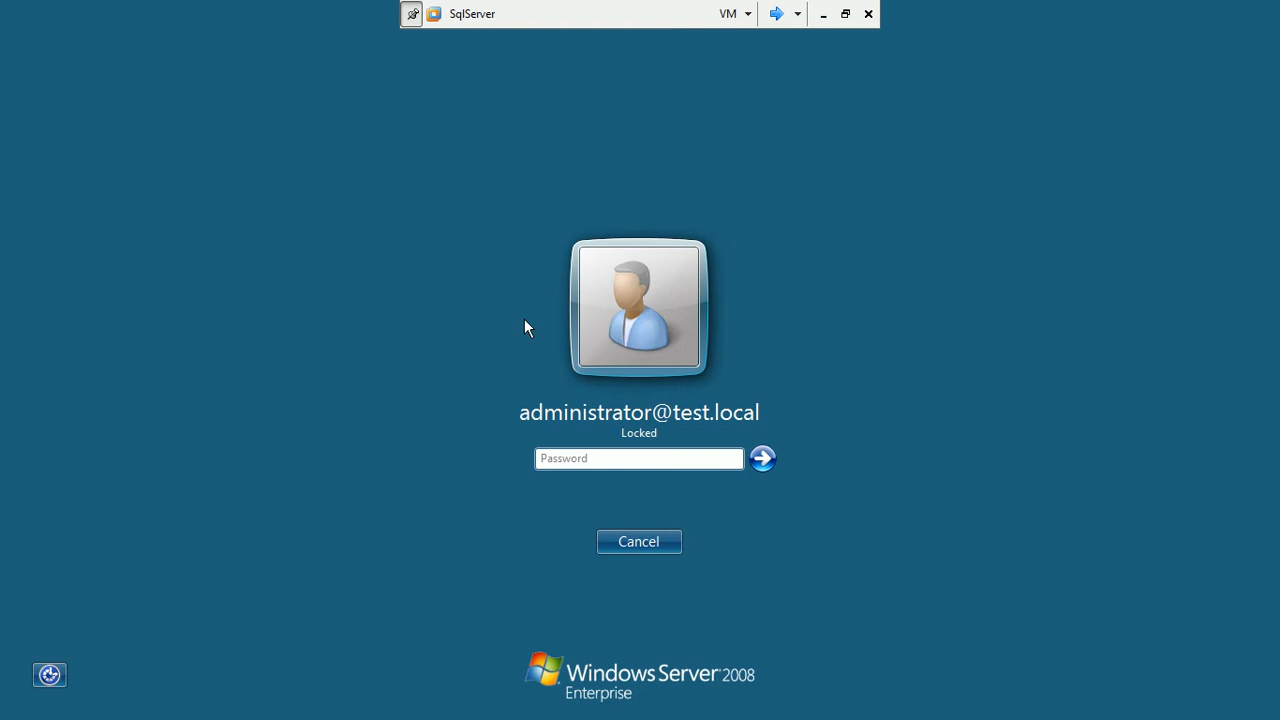 SqlServer
VM
administrator@test.local
Locked
Password
Cancel
Windows Server 2008
Enterprise